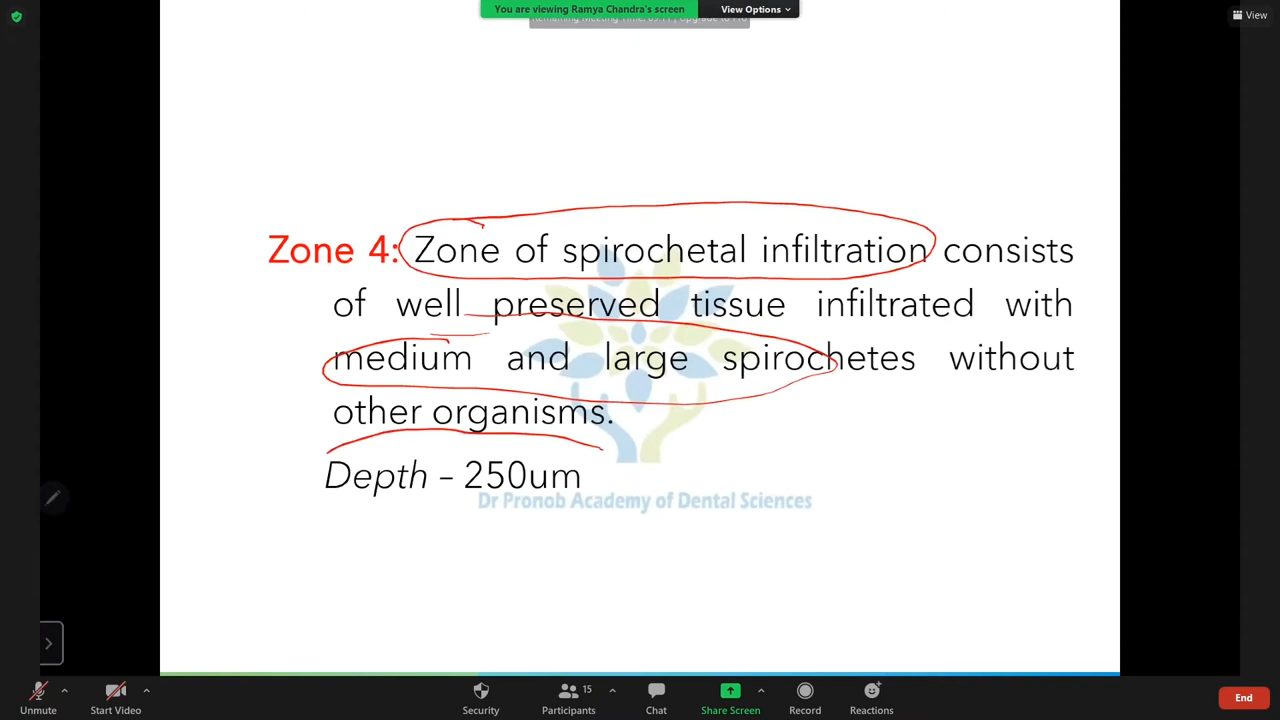 You are viewing Ramya Chandra's screen
View Options
View
Zone 4: Zone of spirochetal infiltration consists
of well preserved tissue infiltrated with
medium and large spirochetes without
other organisms.
Depth – 250um
Dr Pronob Academy of Dental Sciences
Unmute
Start Video
Security
Participants
15
Chat
Share Screen
Record
Reactions
End